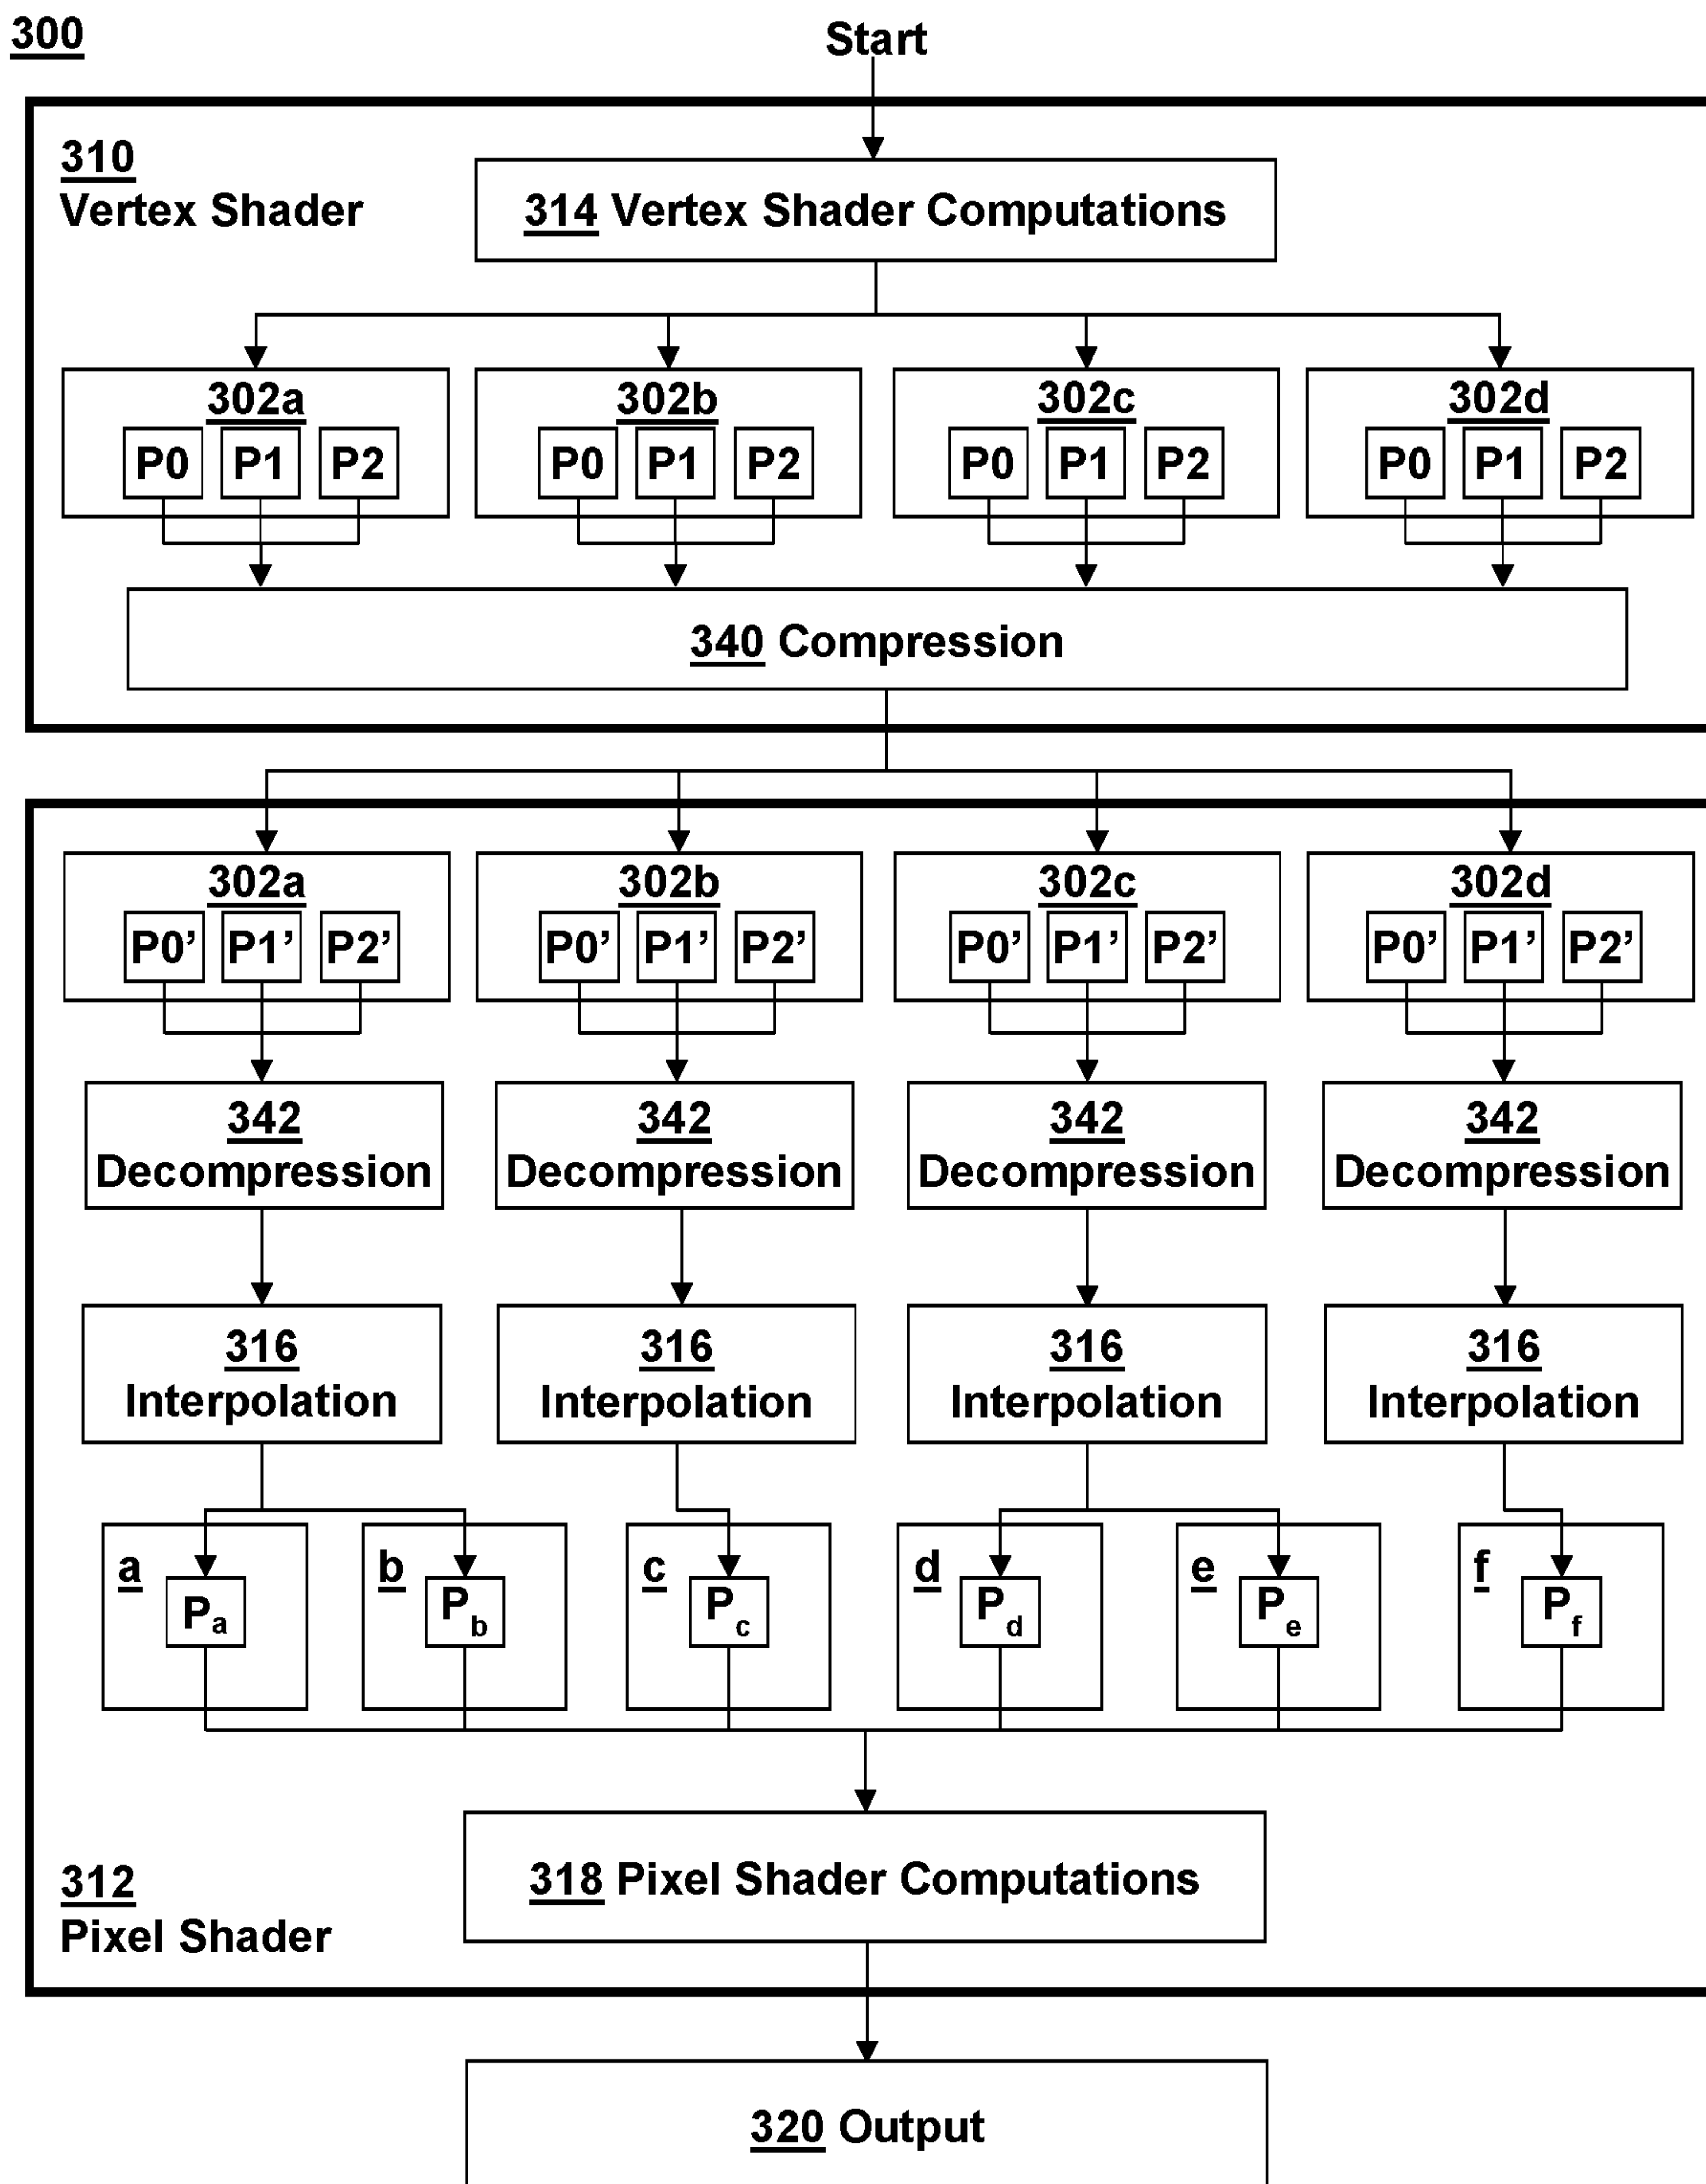 300
Start
310
Vertex Shader
314 Vertex Shader Computations
302a 302b 302c 302d
P0 P1 P2 P0 P1 P2 P0 P1 P2 P0 P1 P2
340 Compression
302a 302b 302c 302d
P0’ P1’ P2’ P0’ P1’ P2’ P0’ P1’ P2’ P0’ P1’ P2’
342 342 342 342
Decompression Decompression Decompression Decompression
316 316 316 316
Interpolation Interpolation Interpolation Interpolation
a b c d e f
Pa Pb Pc Pd Pe Pf
318 Pixel Shader Computations
312
Pixel Shader
320 Output